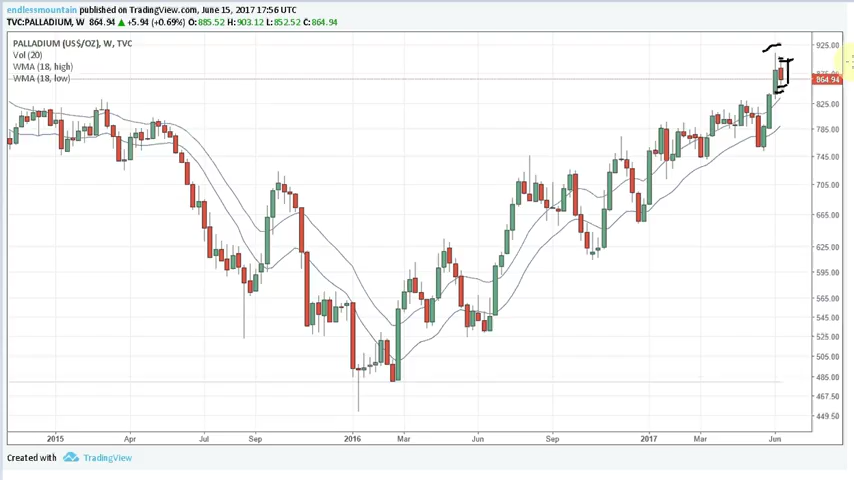 endlessmountain published on TradingView.com, June 15, 2017 17:56 UTC
TVC:PALLADIUM, W 864.94 ▲ +5.94 (+0.69%) O:885.52 H:903.12 L:852.52 C:864.94
PALLADIUM (US$/OZ), W, TVC
Vol (20)
WMA (18, high)
WMA (18, low)
925.00
864.94
825.00
785.00
745.00
705.00
665.00
625.00
595.00
565.00
545.00
525.00
505.00
485.00
467.50
449.50
2015 Apr Jul Sep 2016 Mar Jun Sep 2017 Mar Jun
Created with TradingView